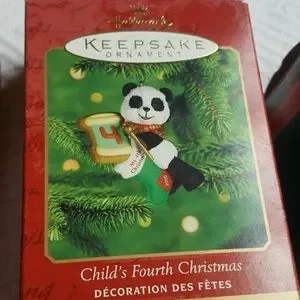 Hallmark
KEEPSAKE
ORNAMENT
4
My 4th
Christmas
Child's Fourth Christmas
DÉCORATION DES FÊTES